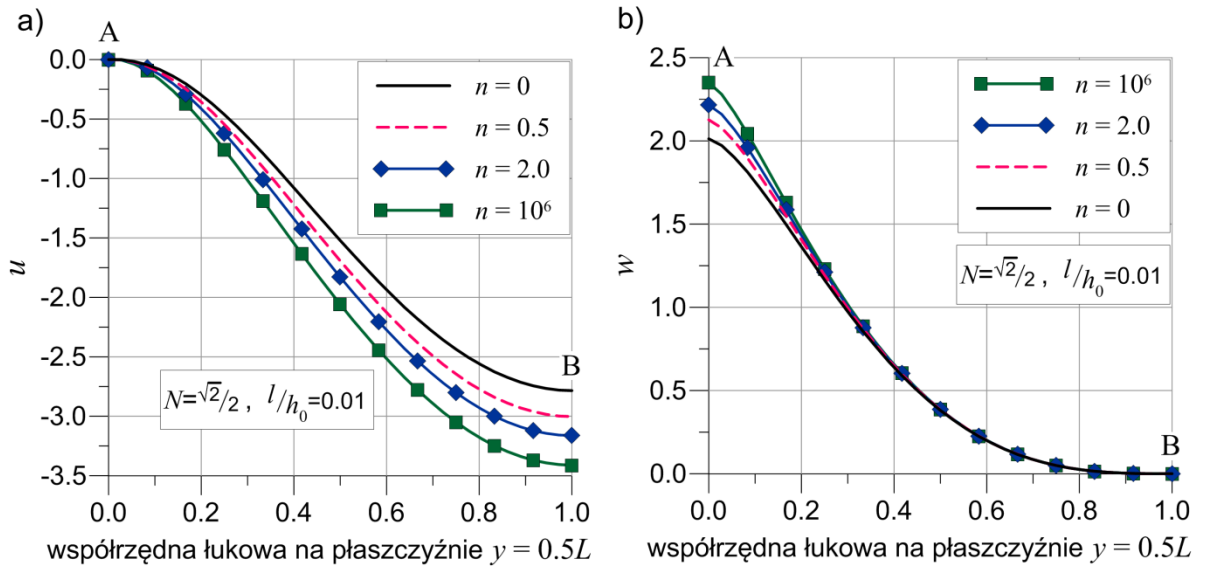 a)
A
0.0
-0.5
-1.0
-1.5
-2.0
-2.5
-3.0
-3.5
u
n = 0
n = 0.5
n = 2.0
n = 10⁶
B
N=√2/2 , l/h₀=0.01
0.0 0.2 0.4 0.6 0.8 1.0
współrzędna łukowa na płaszczyźnie y = 0.5L
b)
2.5
2.0
1.5
1.0
0.5
0.0
w
A
n = 10⁶
n = 2.0
n = 0.5
n = 0
N=√2/2 , l/h₀=0.01
B
0.0 0.2 0.4 0.6 0.8 1.0
współrzędna łukowa na płaszczyźnie y = 0.5L